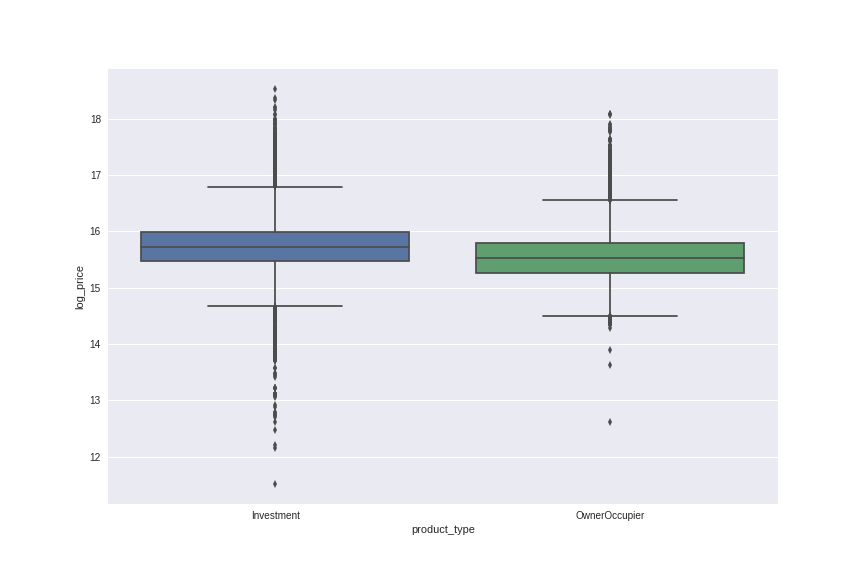 18
17
16
15
14
13
12
log_price
Investment
OwnerOccupier
product_type